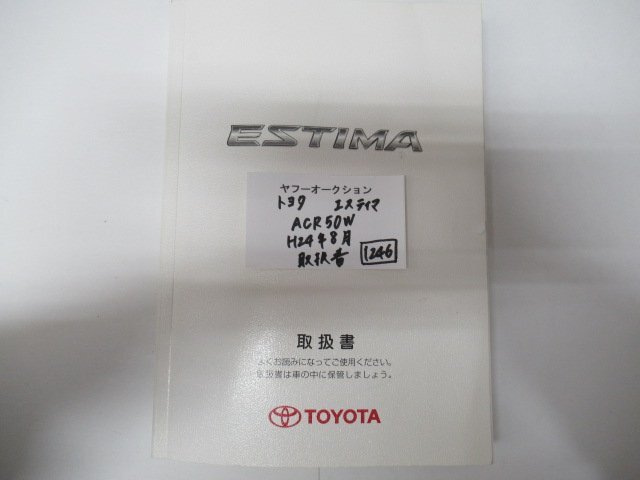 ESTIMA
ヤフーオークション
トヨタ エスティマ
ACR50W
H24年8月
取扱書 1246
取扱書
よくお読みになってご使用ください。
取扱書は車の中に保管しましょう。
TOYOTA